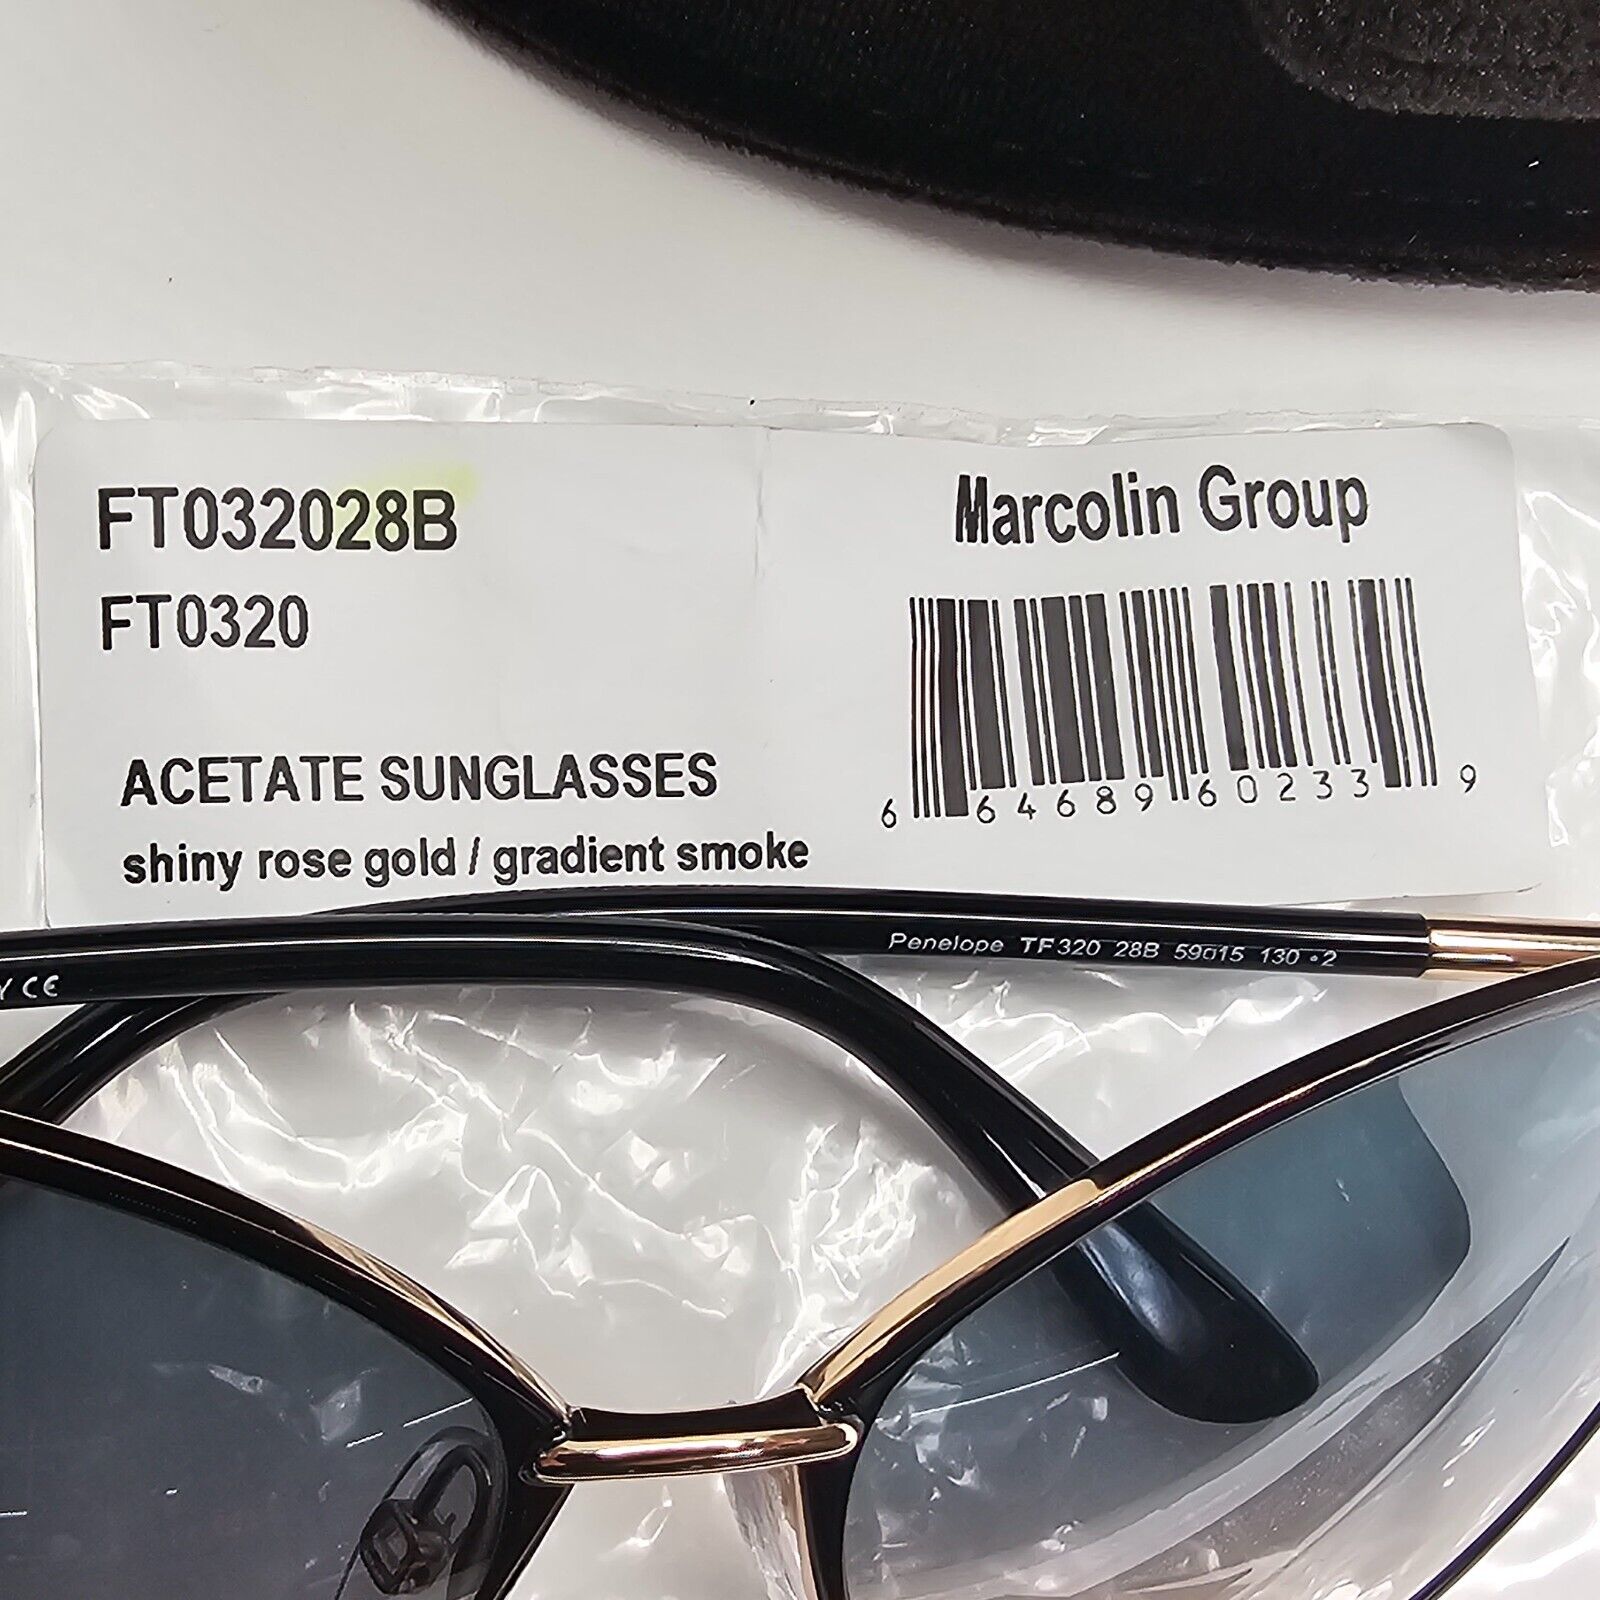 FT032028B
FT0320
Marcolin Group
ACETATE SUNGLASSES
shiny rose gold / gradient smoke
6 64689 60233 9
Penelope TF320 28B 59□15 130 •2
Y CE